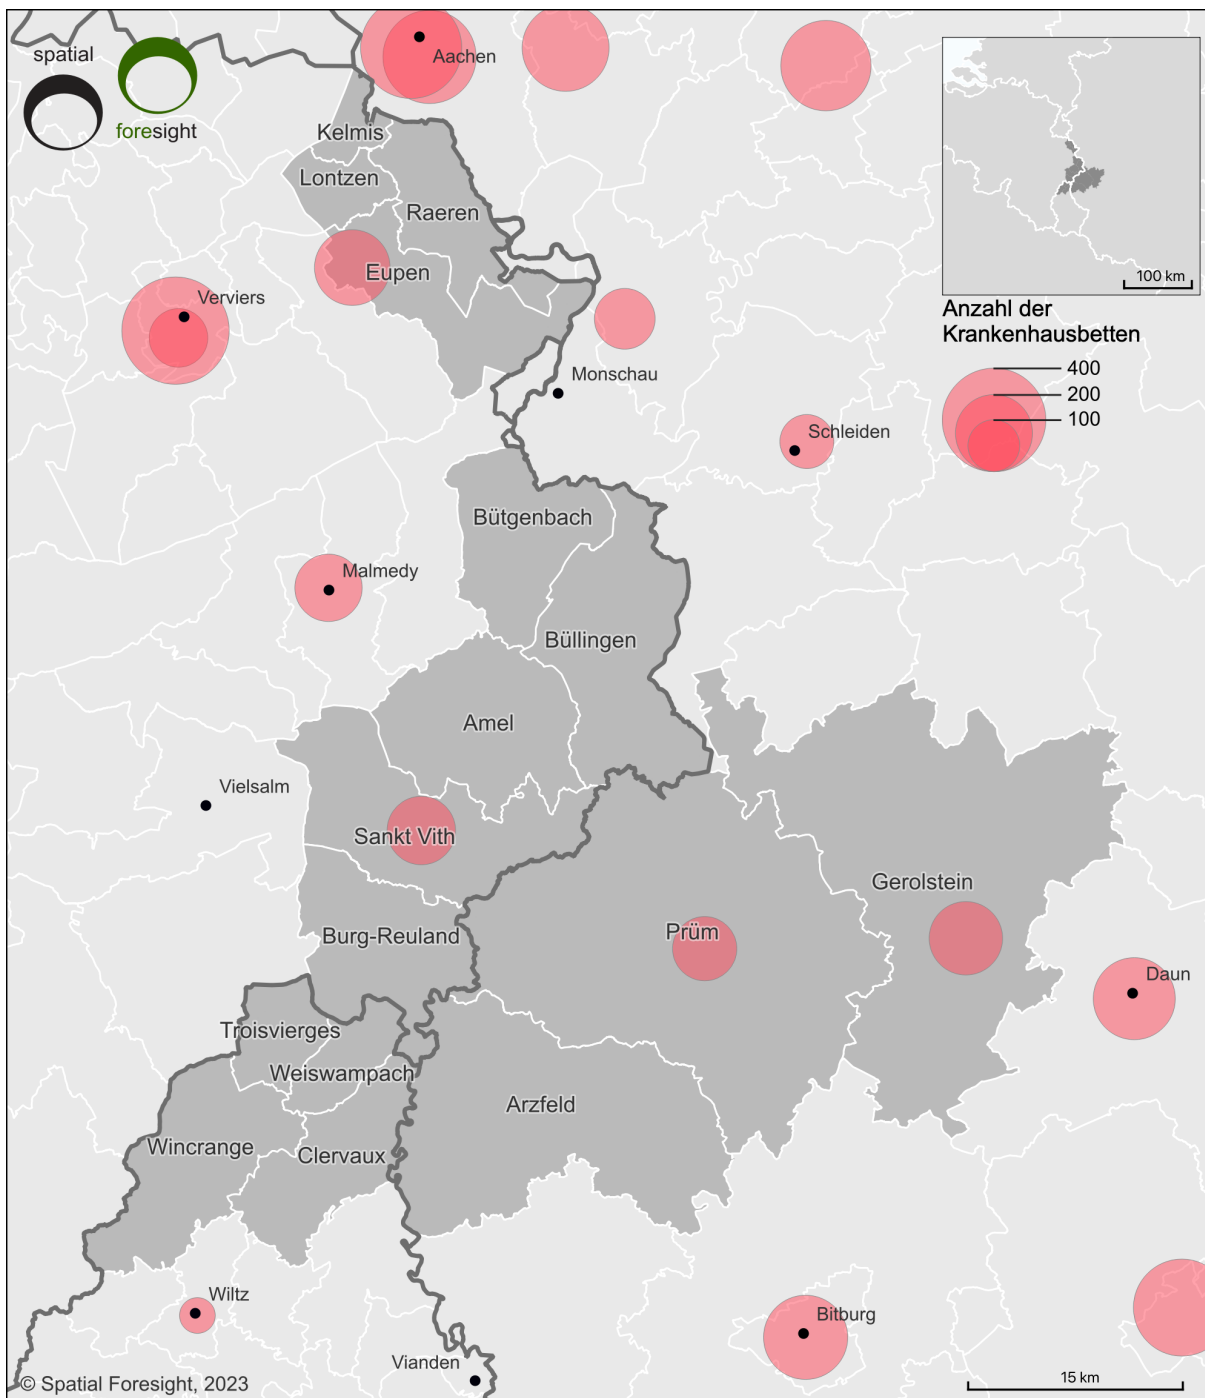 spatial
foresight
Aachen
Kelmis
Lontzen
Raeren
Eupen
Verviers
100 km
Anzahl der
Krankenhausbetten
400
200
100
Monschau
Schleiden
Bütgenbach
Malmedy
Büllingen
Amel
Vielsalm
Sankt Vith
Gerolstein
Burg-Reuland
Prüm
Daun
Troisvierges
Weiswampach
Arzfeld
Wincrange
Clervaux
Wiltz
Bitburg
Vianden
15 km
© Spatial Foresight, 2023